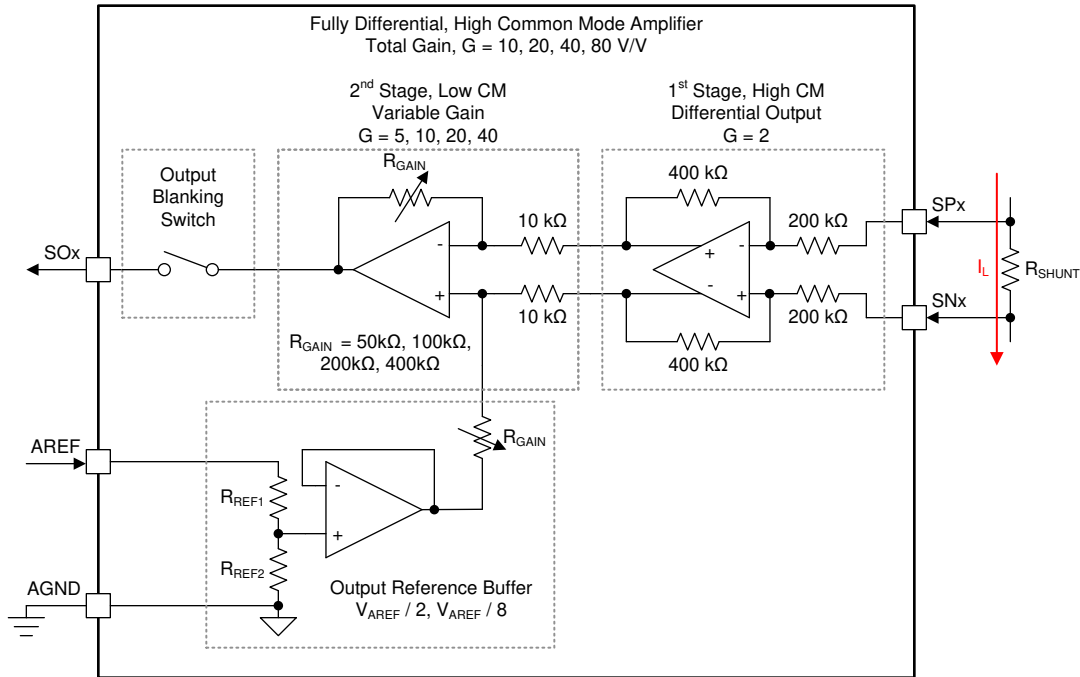 Fully Differential, High Common Mode Amplifier
Total Gain, G = 10, 20, 40, 80 V/V
2nd Stage, Low CM
Variable Gain
G = 5, 10, 20, 40
1st Stage, High CM
Differential Output
G = 2
Output
Blanking
Switch
RGAIN
400 kΩ
10 kΩ
200 kΩ
SPx
SOx
-
+
-
+
IL
RSHUNT
+
-
+
SNx
10 kΩ
200 kΩ
RGAIN = 50kΩ, 100kΩ,
200kΩ, 400kΩ
400 kΩ
AREF
RGAIN
RREF1
-
+
RREF2
AGND
Output Reference Buffer
VAREF / 2, VAREF / 8